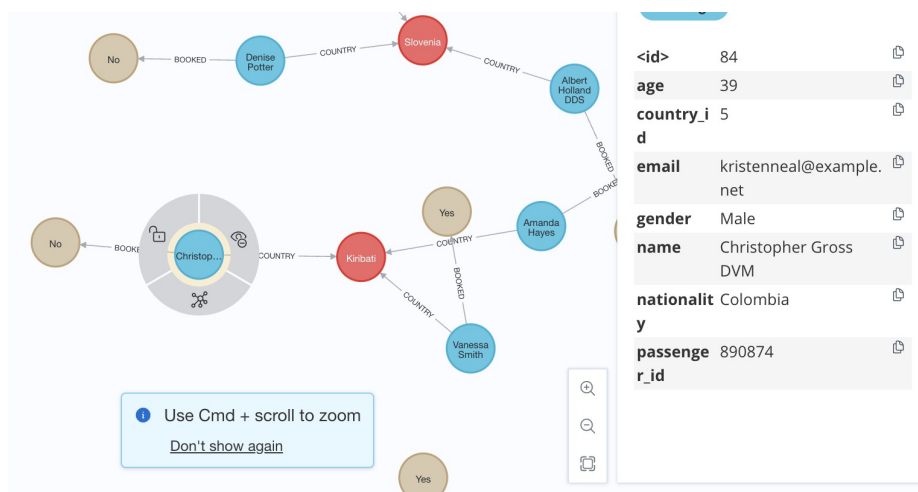 Slovenia
No
BOOKED
Denise
Potter
COUNTRY
COUNTRY
Albert
Holland
DDS
BOOKED
BOOKE
Yes
Amanda
Hayes
No
BOOKE
Christop...
COUNTRY
Kiribati
COUNTRY
BOOKED
COUNTRY
Vanessa
Smith
Use Cmd + scroll to zoom
Don't show again
Yes
<id> 84
age 39
country_i 5
d
email kristenneal@example.
net
gender Male
name Christopher Gross
DVM
nationalit Colombia
y
passenge 890874
r_id